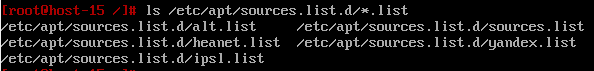 [root@host-15 /]# ls /etc/apt/sources.list.d/*.list
/etc/apt/sources.list.d/alt.list     /etc/apt/sources.list.d/sources.list
/etc/apt/sources.list.d/heanet.list  /etc/apt/sources.list.d/yandex.list
/etc/apt/sources.list.d/ipsl.list